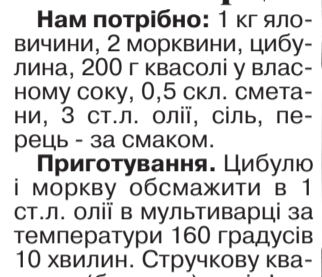 Нам потрібно: 1 кг яло-
вичини, 2 морквини, цибу-
лина, 200 г квасолі у влас-
ному соку, 0,5 скл. смета-
ни, 3 ст.л. олії, сіль, пе-
рець - за смаком.
Приготування. Цибулю
і моркву обсмажити в 1
ст.л. олії в мультиварці за
температури 160 градусів
10 хвилин. Стручкову ква-